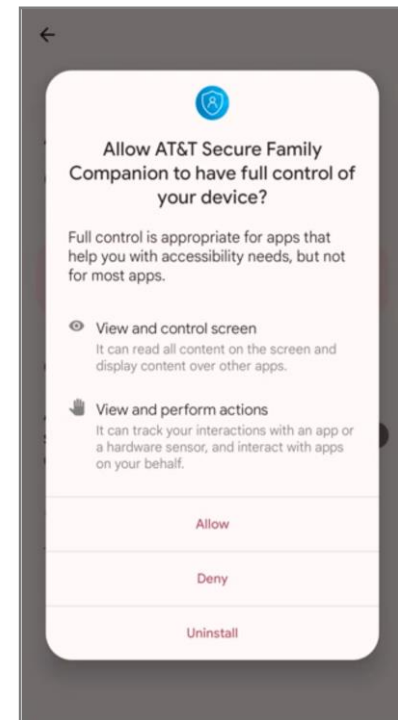 Allow AT&T Secure Family
Companion to have full control of
your device?
Full control is appropriate for apps that
help you with accessibility needs, but not
for most apps.
View and control screen
It can read all content on the screen and
display content over other apps.
View and perform actions
It can track your interactions with an app or
a hardware sensor, and interact with apps
on your behalf.
Allow
Deny
Uninstall